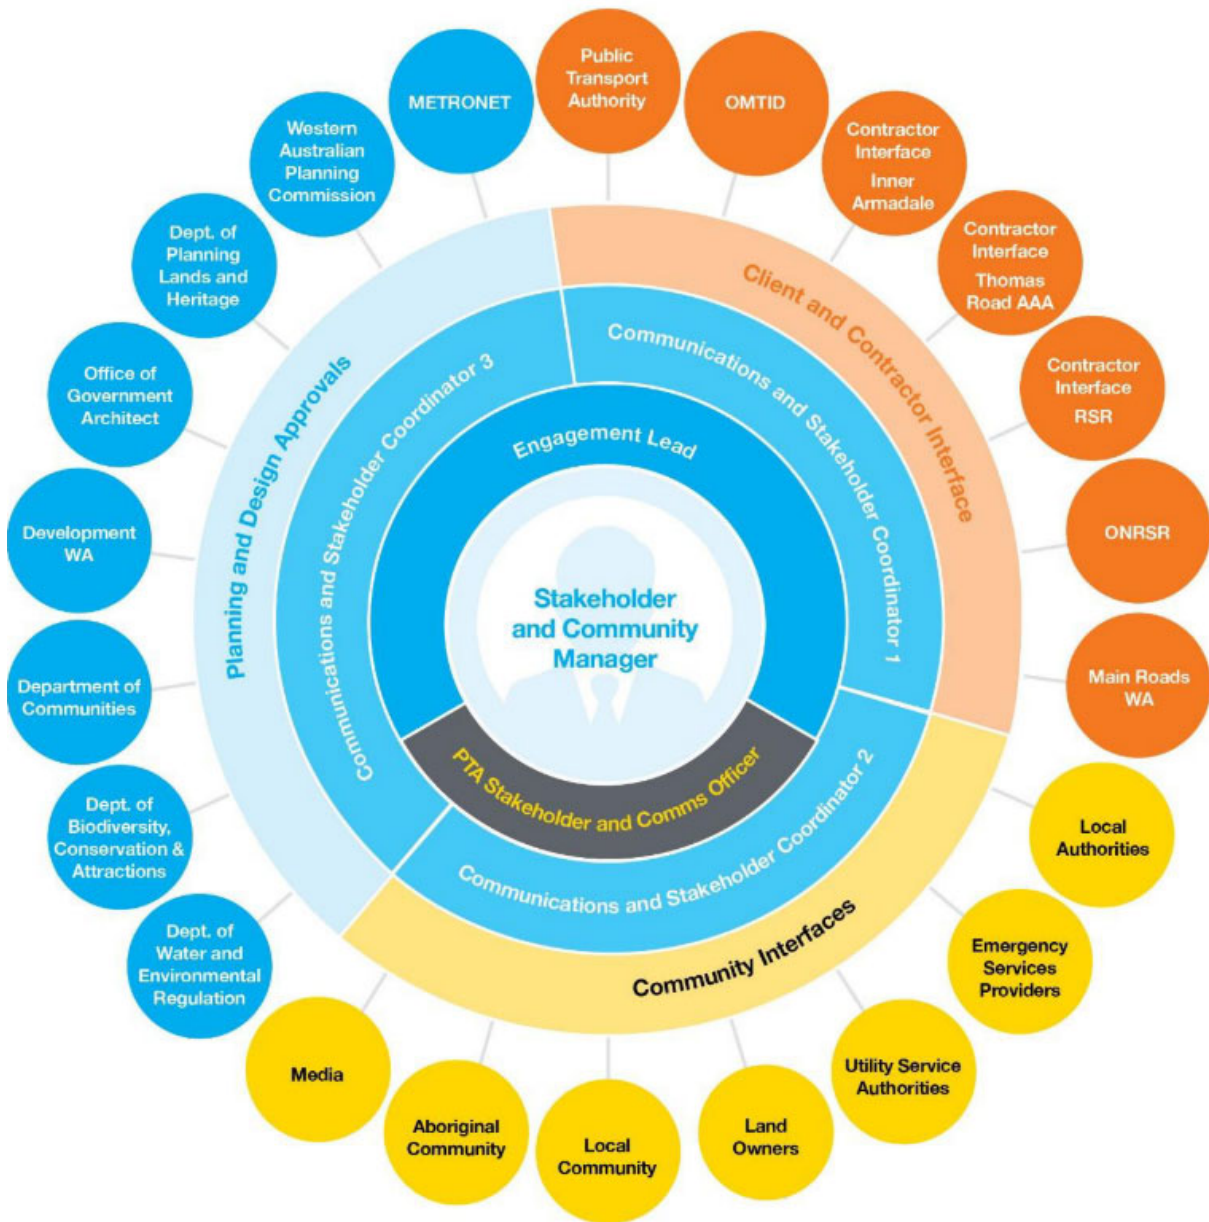 METRONET
Public
Transport
Authority
OMTID
Contractor
Interface
Inner
Armadale
Contractor
Interface
Thomas
Road AAA
Contractor
Interface
RSR
ONRSR
Main Roads
WA
Local
Authorities
Emergency
Services
Providers
Utility Service
Authorities
Land
Owners
Local
Community
Aboriginal
Community
Media
Dept. of
Water and
Environmental
Regulation
Dept. of
Biodiversity,
Conservation &
Attractions
Department of
Communities
Development
WA
Office of
Government
Architect
Dept. of
Planning
Lands and
Heritage
Western
Australian
Planning
Commission
Planning and Design Approvals
Client and Contractor Interface
Community Interfaces
Communications and Stakeholder Coordinator 3
Communications and Stakeholder Coordinator 1
Communications and Stakeholder Coordinator 2
Engagement Lead
PTA Stakeholder and Comms Officer
Stakeholder
and Community
Manager